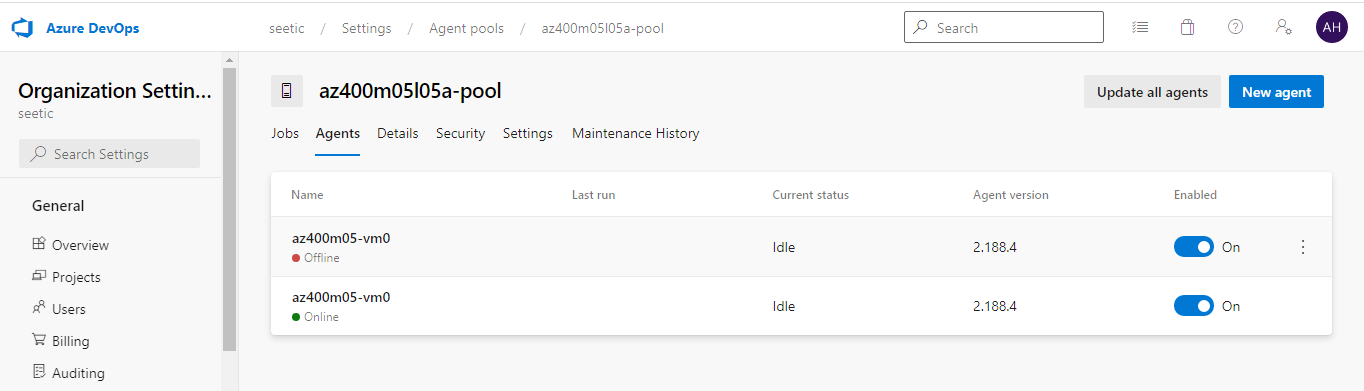 Azure DevOps seetic / Settings / Agent pools / az400m05l05a-pool Search AH
Organization Settin...
seetic
Search Settings
General
Overview
Projects
Users
Billing
Auditing
az400m05l05a-pool
Update all agents New agent
Jobs Agents Details Security Settings Maintenance History
Name Last run Current status Agent version Enabled
az400m05-vm0
Offline
Idle 2.188.4 On
az400m05-vm0
Online
Idle 2.188.4 On